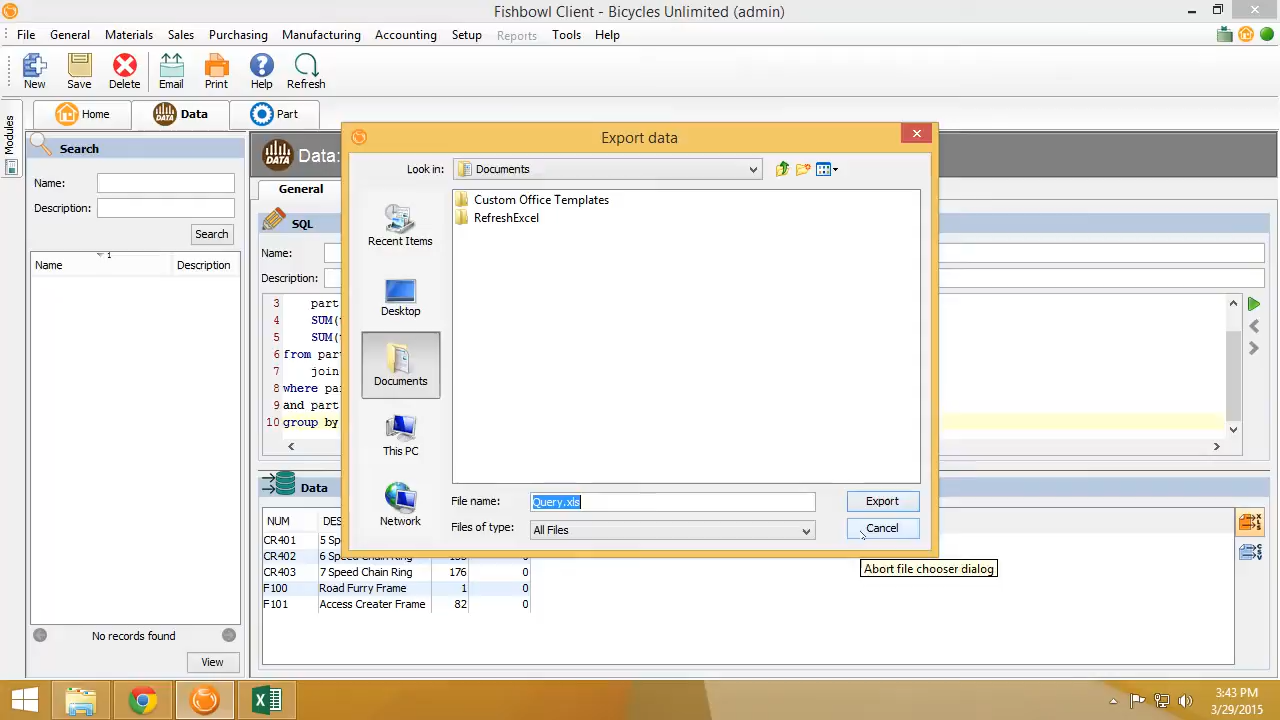 Fishbowl Client - Bicycles Unlimited (admin)
File General Materials Sales Purchasing Manufacturing Accounting Setup Reports Tools Help
New Save Delete Email Print Help Refresh
Modules
Home Data Part
DATA
Search
Name:
Description:
Search
Name 1 Description
No records found
View
DATA Data:
General
SQL
Name:
Description:
3 part
4 SUM(
5 SUM(
6 from par
7 join
8 where pa
9 and part
10 group by
Data
NUM DES
CR401 5 Sp
CR402
CR403 7 Speed Chain Ring 176 0
F100 Road Furry Frame 1 0
F101 Access Creater Frame 82 0
Export data
Look in: Documents
Recent Items
Desktop
Documents
This PC
Network
Custom Office Templates
RefreshExcel
File name: Query.xls Export
Files of type: All Files Cancel
Abort file chooser dialog
3:43 PM
3/29/2015